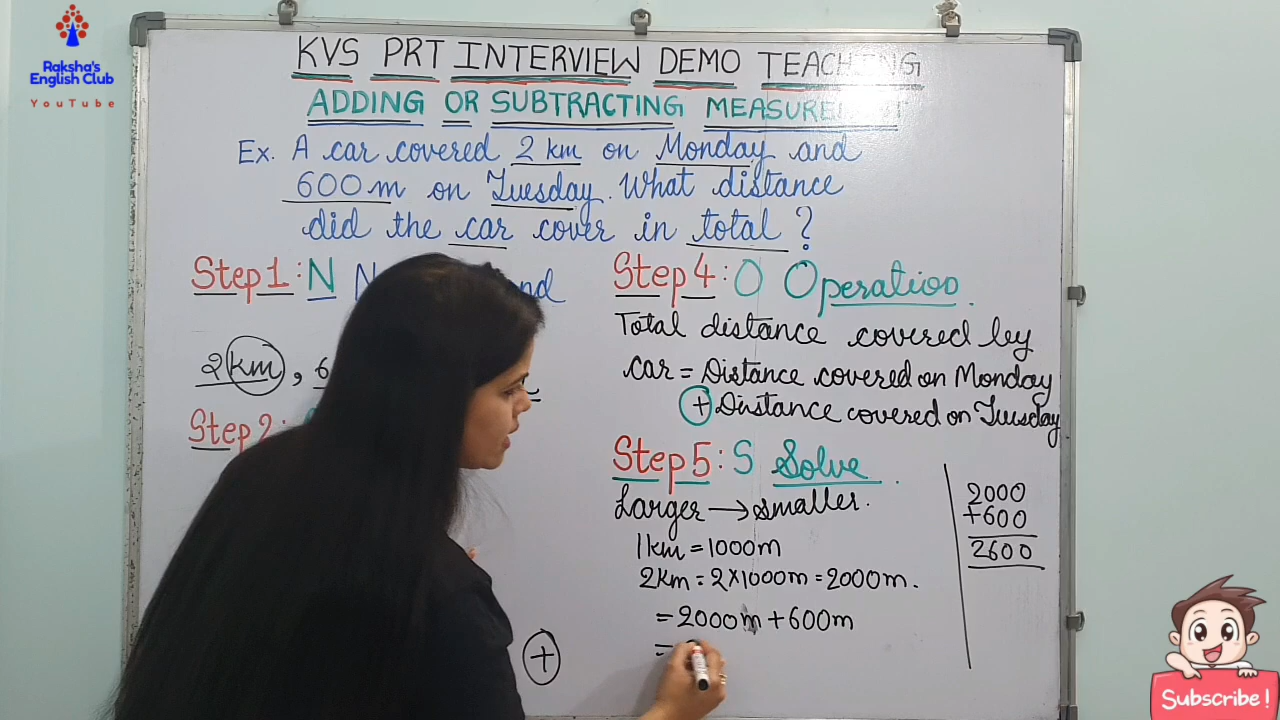 Raksha's
English Club
YouTube
KVS PRT INTERVIEW DEMO TEACHING
ADDING OR SUBTRACTING MEASUREMENT
Ex. A car covered 2 km on Monday and
600m on Tuesday. What distance
did the car cover in total ?
Step 1: N
2 km, 6
Step 2:
+
Step 4: O Operation.
Total distance covered by
car = Distance covered on Monday
+ Distance covered on Tuesday
Step 5: S Solve.
Larger → smaller.
1km = 1000m
2km = 2×1000m = 2000m.
= 2000m + 600m
=
2000
+600
2600
Subscribe!